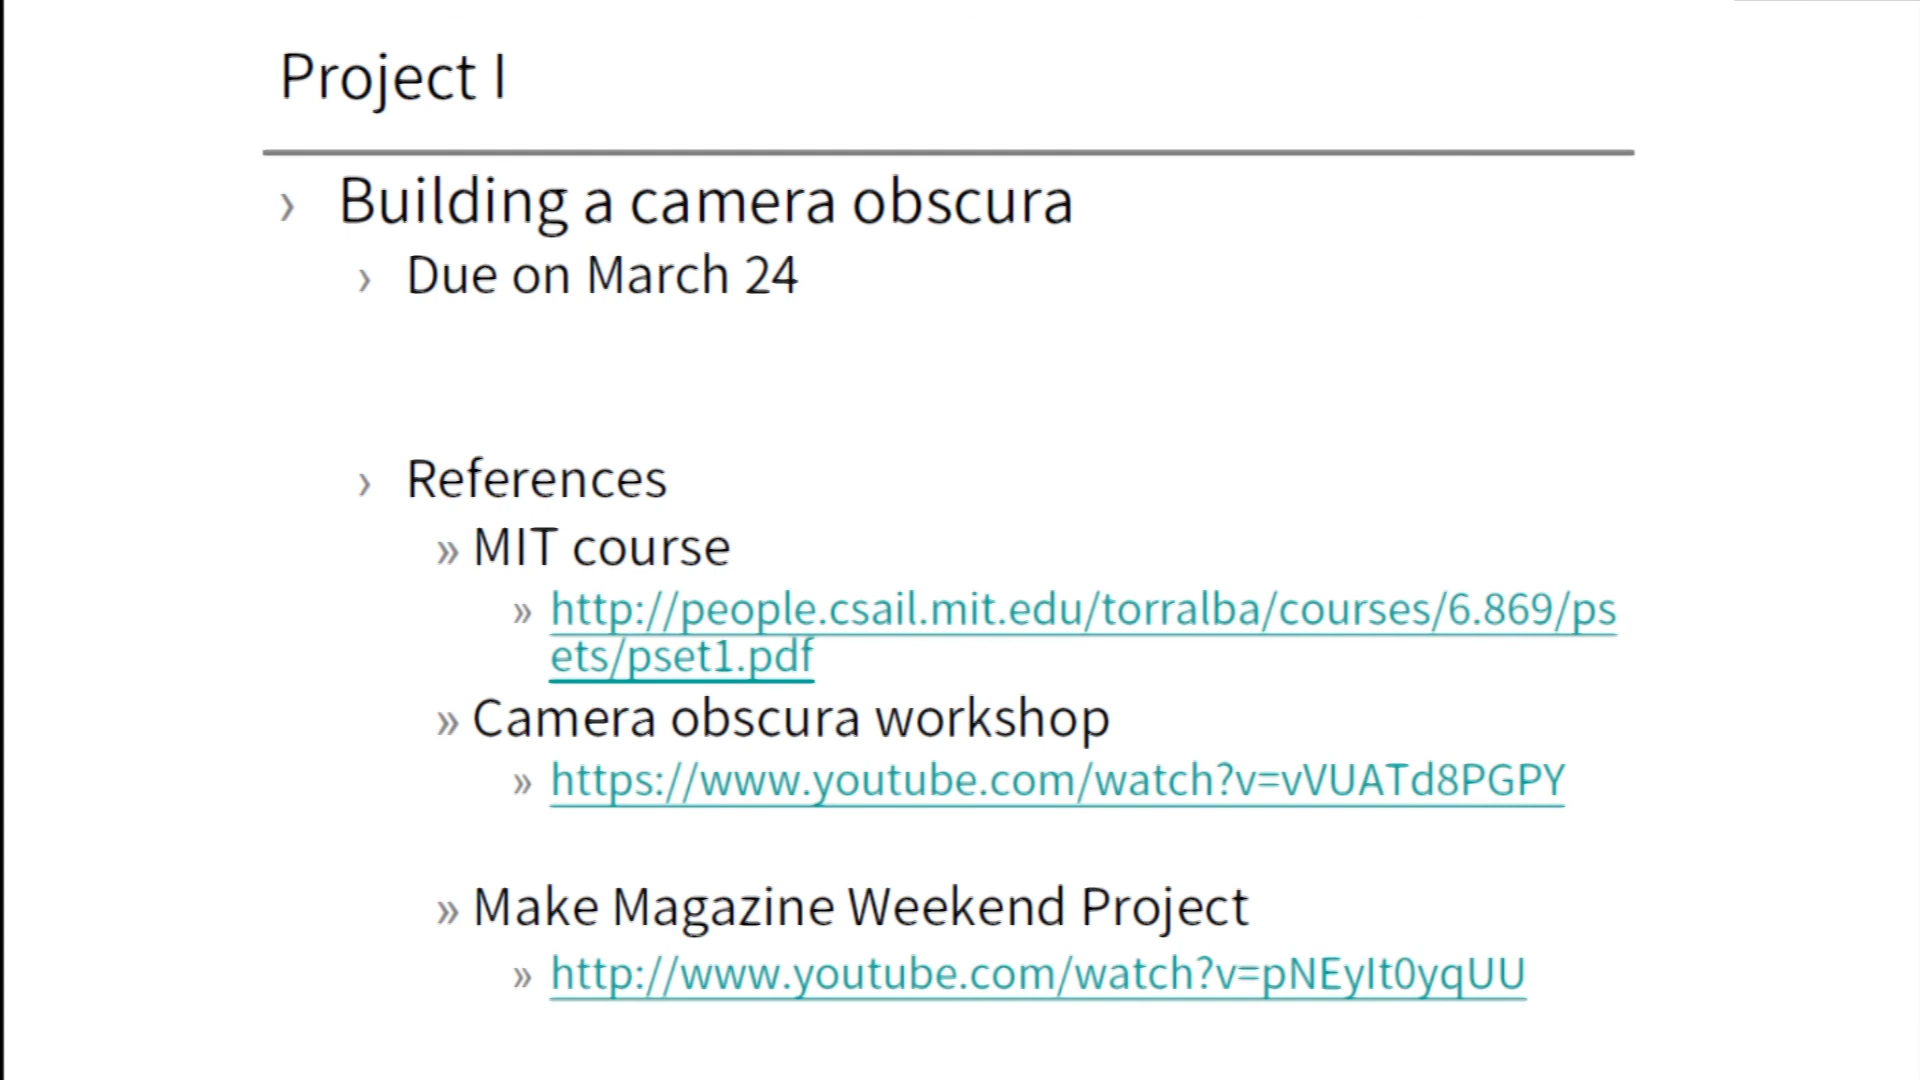 Project I
› Building a camera obscura
› Due on March 24
› References
» MIT course
» http://people.csail.mit.edu/torralba/courses/6.869/ps
ets/pset1.pdf
» Camera obscura workshop
» https://www.youtube.com/watch?v=vVUATd8PGPY
» Make Magazine Weekend Project
» http://www.youtube.com/watch?v=pNEyIt0yqUU